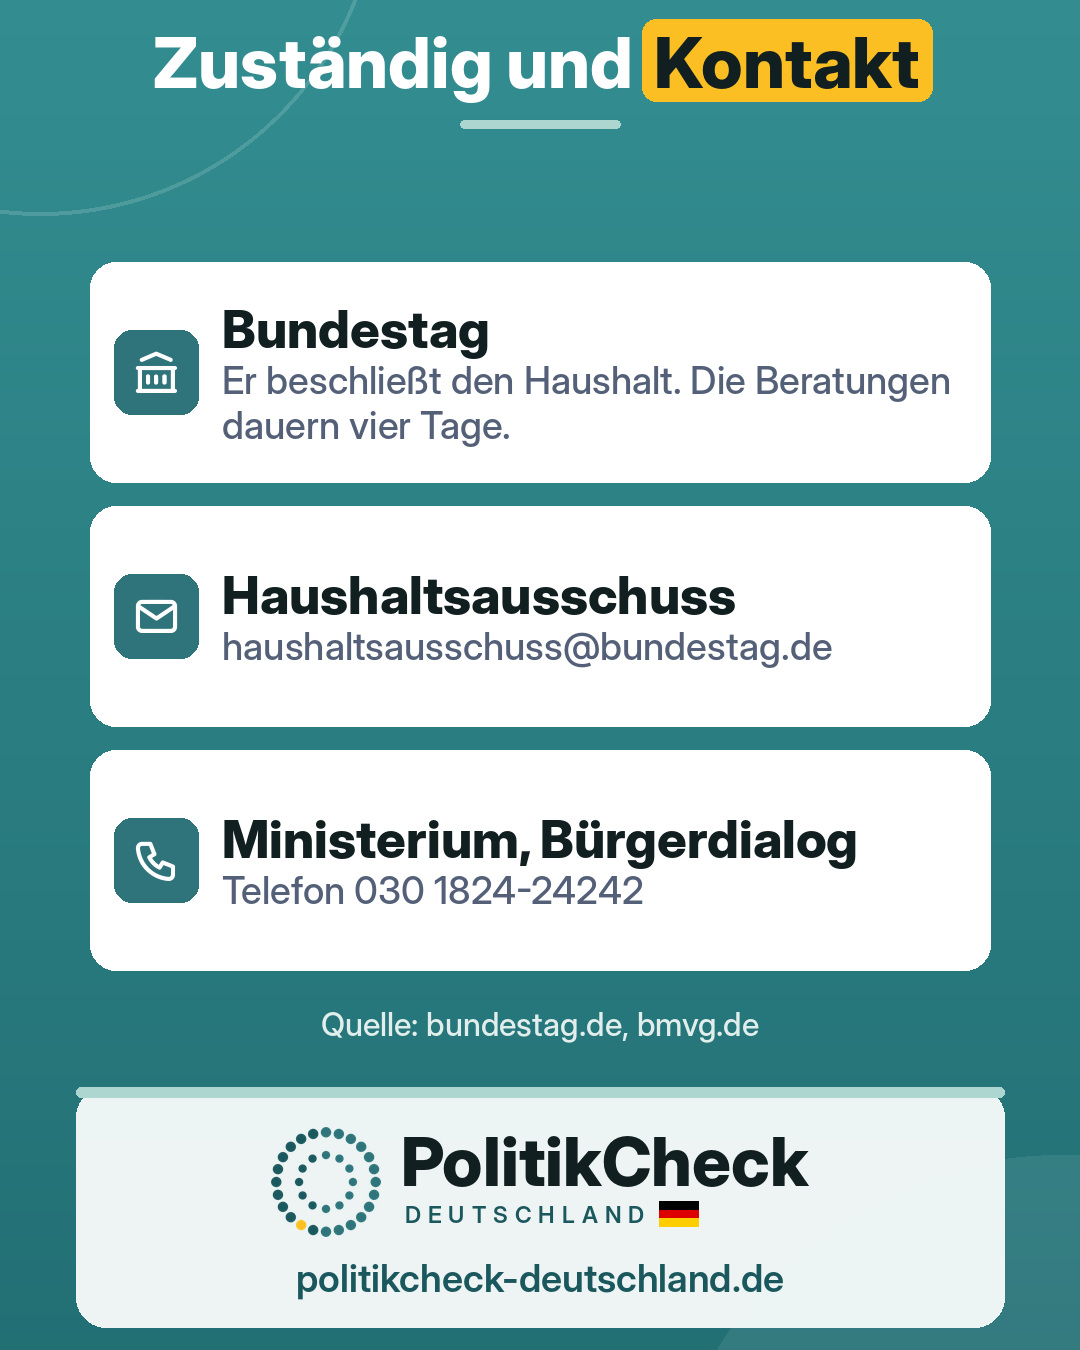 Zuständig und Kontakt
Bundestag
Er beschließt den Haushalt. Die Beratungen
dauern vier Tage.
Haushaltsausschuss
haushaltsausschuss@bundestag.de
Ministerium, Bürgerdialog
Telefon 030 1824-24242
Quelle: bundestag.de, bmvg.de
PolitikCheck
DEUTSCHLAND
politikcheck-deutschland.de